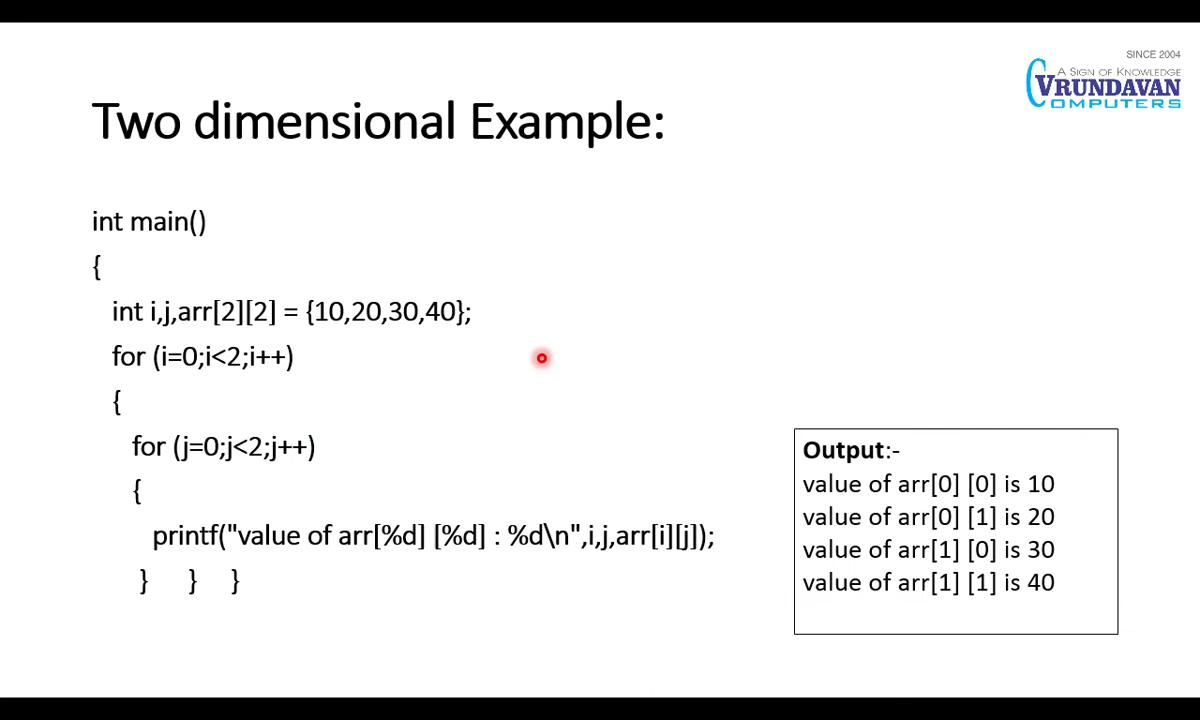 SINCE 2004
A SIGN OF KNOWLEDGE
VRUNDAVAN
COMPUTERS
Two dimensional Example:
int main()
{
int i,j,arr[2][2] = {10,20,30,40};
for (i=0;i<2;i++)
{
for (j=0;j<2;j++)
{
printf("value of arr[%d] [%d] : %d\n",i,j,arr[i][j]);
} } }
Output:-
value of arr[0] [0] is 10
value of arr[0] [1] is 20
value of arr[1] [0] is 30
value of arr[1] [1] is 40